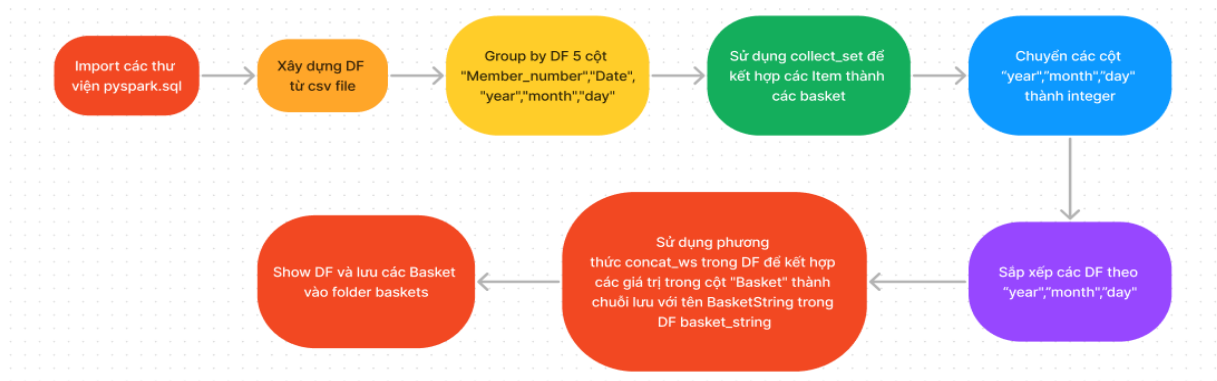 Import các thư
viện pyspark.sql
Xây dựng DF
từ csv file
Group by DF 5 cột
"Member_number","Date",
"year","month","day"
Sử dụng collect_set để
kết hợp các Item thành
các basket
Chuyển các cột
“year”,”month”,”day”
thành integer
Sắp xếp các DF theo
“year”,”month”,”day”
Sử dụng phương
thức concat_ws trong DF để kết hợp
các giá trị trong cột "Basket" thành
chuỗi lưu với tên BasketString trong
DF basket_string
Show DF và lưu các Basket
vào folder baskets